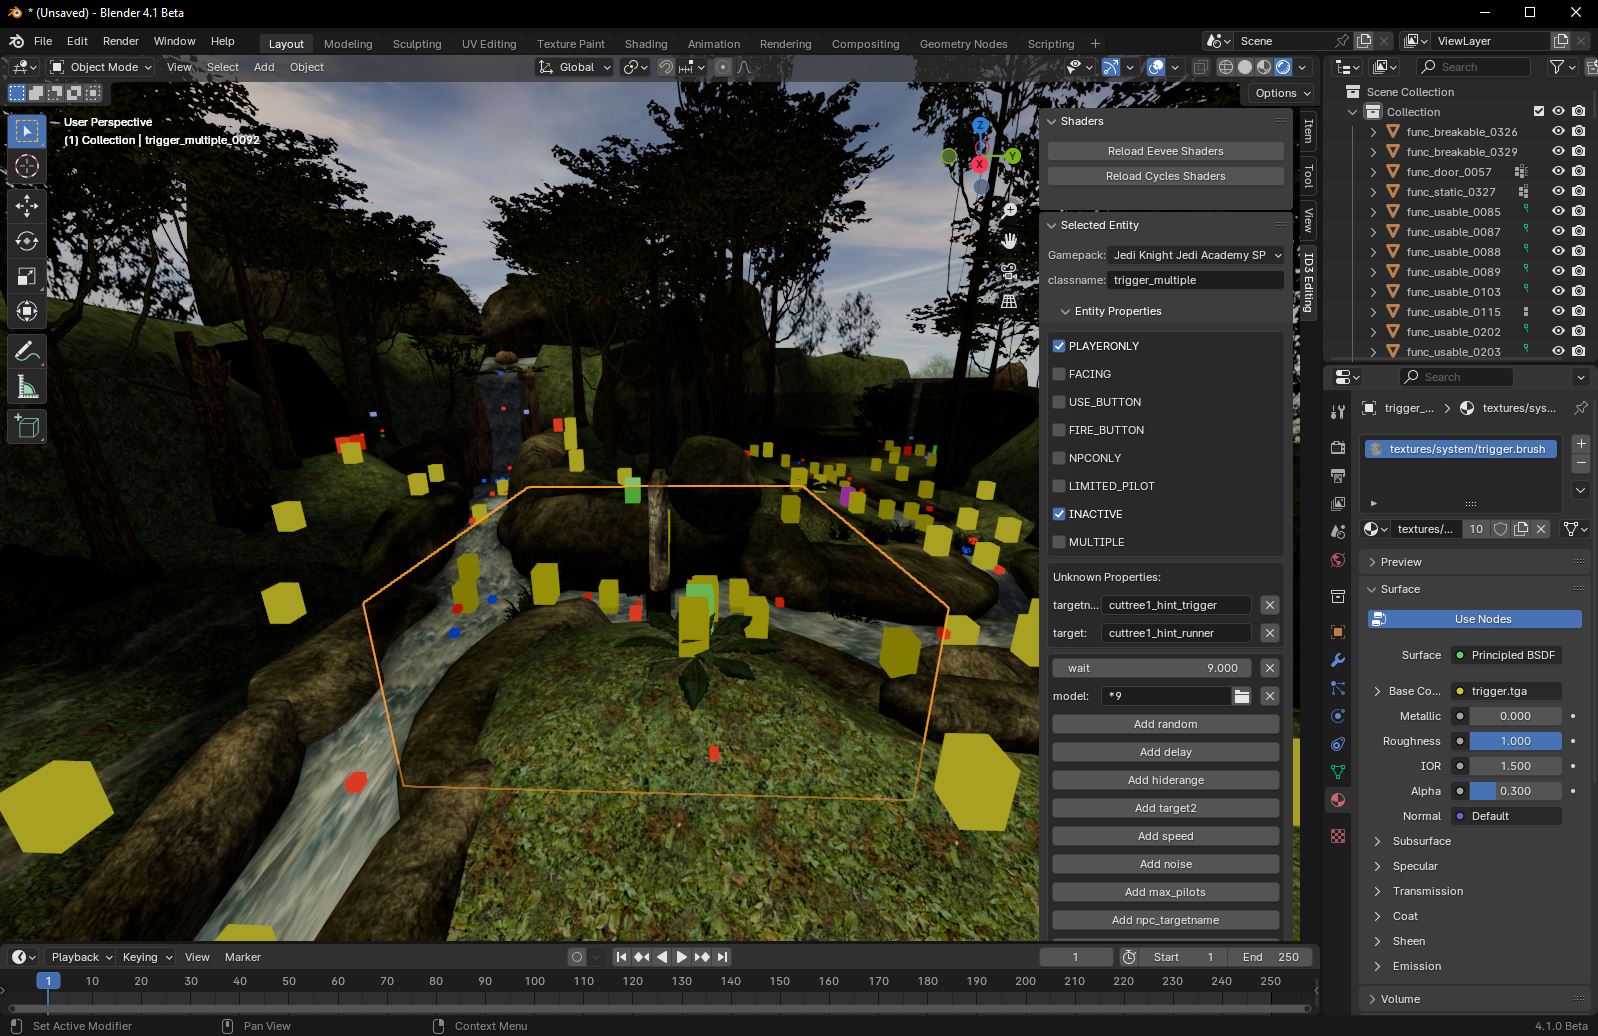 * (Unsaved) - Blender 4.1 Beta
File Edit Render Window Help
Layout Modeling Sculpting UV Editing Texture Paint Shading Animation Rendering Compositing Geometry Nodes Scripting +
Scene
ViewLayer
Object Mode View Select Add Object
Global
Options
User Perspective
(1) Collection | trigger_multiple_0092
Z
Y
X
Shaders
Reload Eevee Shaders
Reload Cycles Shaders
Selected Entity
Gamepack: Jedi Knight Jedi Academy SP
classname: trigger_multiple
Entity Properties
PLAYERONLY
FACING
USE_BUTTON
FIRE_BUTTON
NPCONLY
LIMITED_PILOT
INACTIVE
MULTIPLE
Unknown Properties:
targetn... cuttree1_hint_trigger
target: cuttree1_hint_runner
wait 9.000
model: *9
Add random
Add delay
Add hiderange
Add target2
Add speed
Add noise
Add max_pilots
Add npc_targetname
Item
Tool
View
ID3 Editing
Search
Scene Collection
Collection
func_breakable_0326
func_breakable_0329
func_door_0057
func_static_0327
func_usable_0085
func_usable_0087
func_usable_0088
func_usable_0089
func_usable_0103
func_usable_0115
func_usable_0202
func_usable_0203
Search
trigger_... textures/sys...
textures/system/trigger.brush
textures/... 10
Preview
Surface
Use Nodes
Surface Principled BSDF
Base Co... trigger.tga
Metallic 0.000
Roughness 1.000
IOR 1.500
Alpha 0.300
Normal Default
Subsurface
Specular
Transmission
Coat
Sheen
Emission
Volume
Playback Keying View Marker
1 Start 1 End 250
1 10 20 30 40 50 60 70 80 90 100 110 120 130 140 150 160 170 180 190 200 210 220 230 240 250
Set Active Modifier Pan View Context Menu
4.1.0 Beta